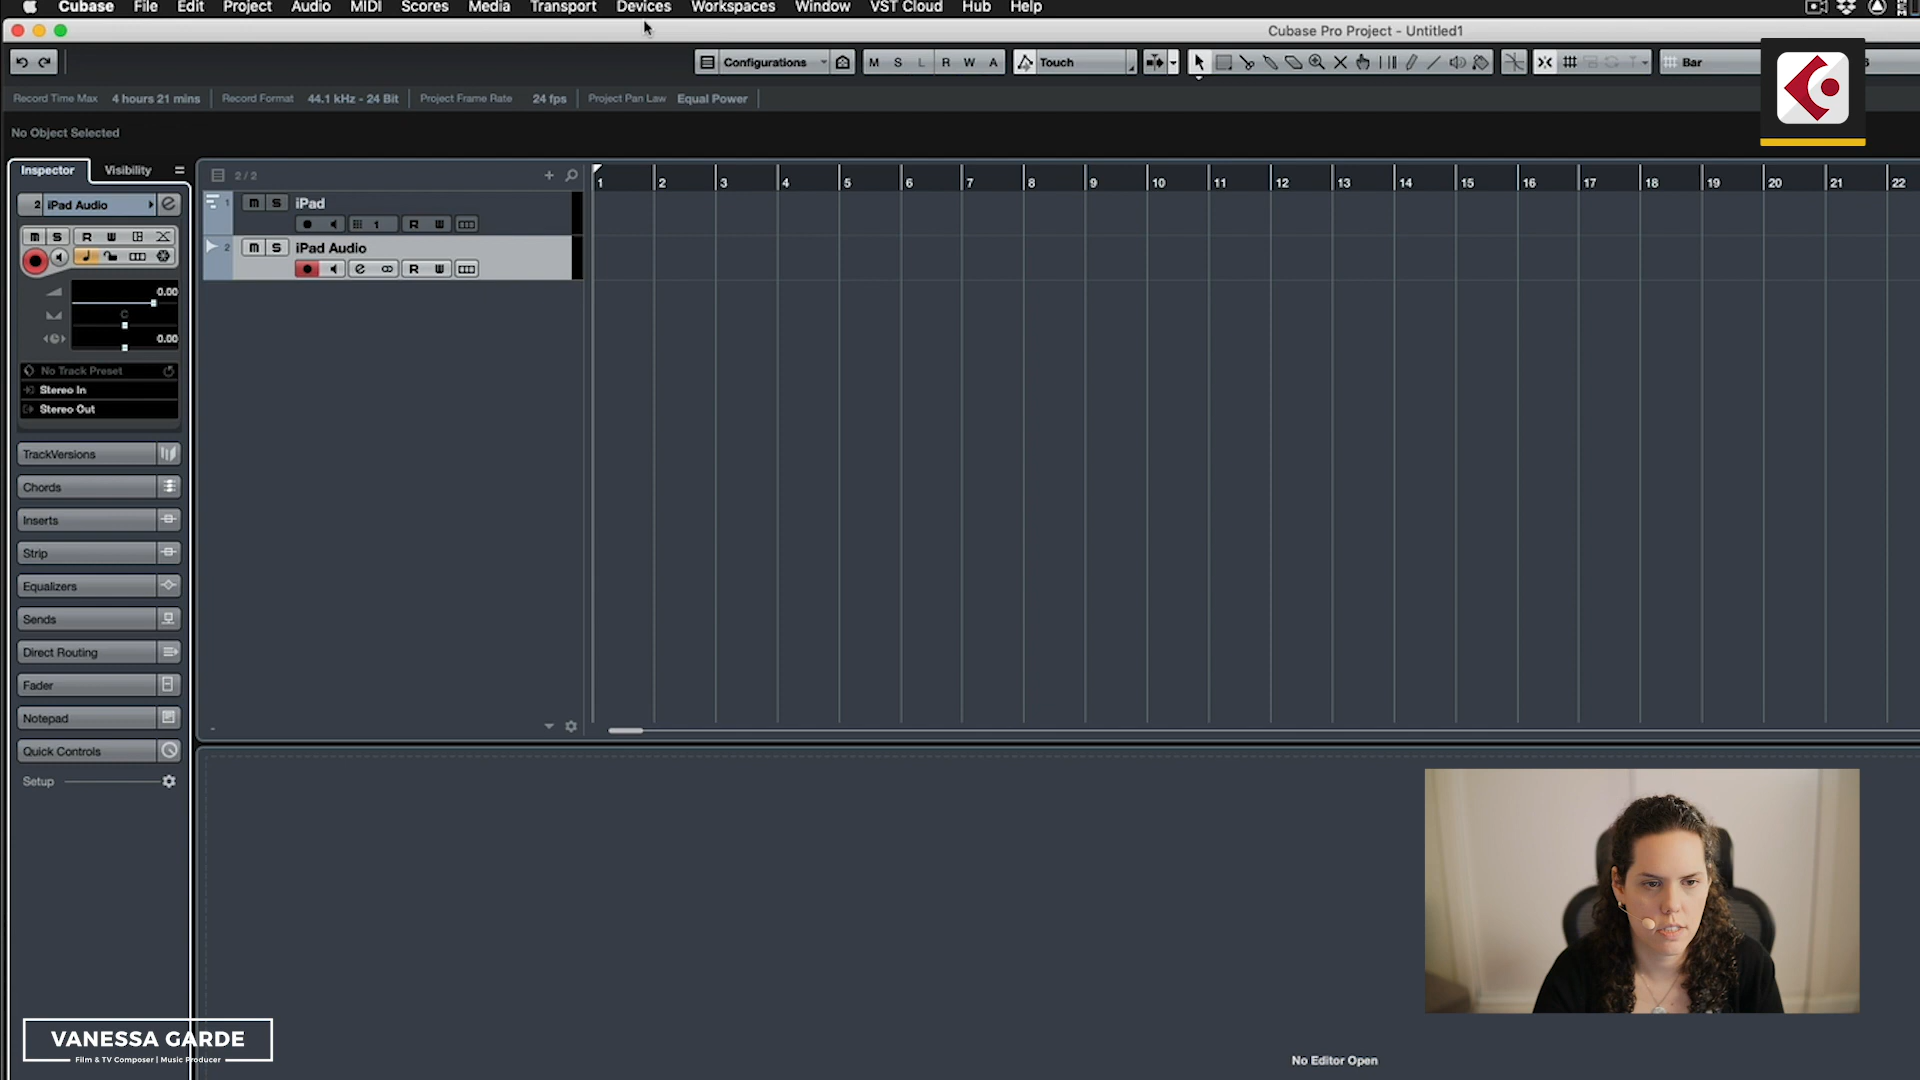 Cubase File Edit Project Audio MIDI Scores Media Transport Devices Workspaces Window VST Cloud Hub Help
Cubase Pro Project - Untitled1
Configurations M S L R W A Touch Bar
Record Time Max 4 hours 21 mins Record Format 44.1 kHz - 24 Bit Project Frame Rate 24 fps Project Pan Law Equal Power
No Object Selected
Inspector Visibility 2 / 2
1 2 3 4 5 6 7 8 9 10 11 12 13 14 15 16 17 18 19 20 21 22
2 iPad Audio
1 m S iPad
1 R W
m S R W
2 m S iPad Audio
e R W
0.00
C
0.00
No Track Preset
Stereo In
Stereo Out
TrackVersions
Chords
Inserts
Strip
Equalizers
Sends
Direct Routing
Fader
Notepad
Quick Controls
Setup
VANESSA GARDE
Film & TV Composer | Music Producer
No Editor Open